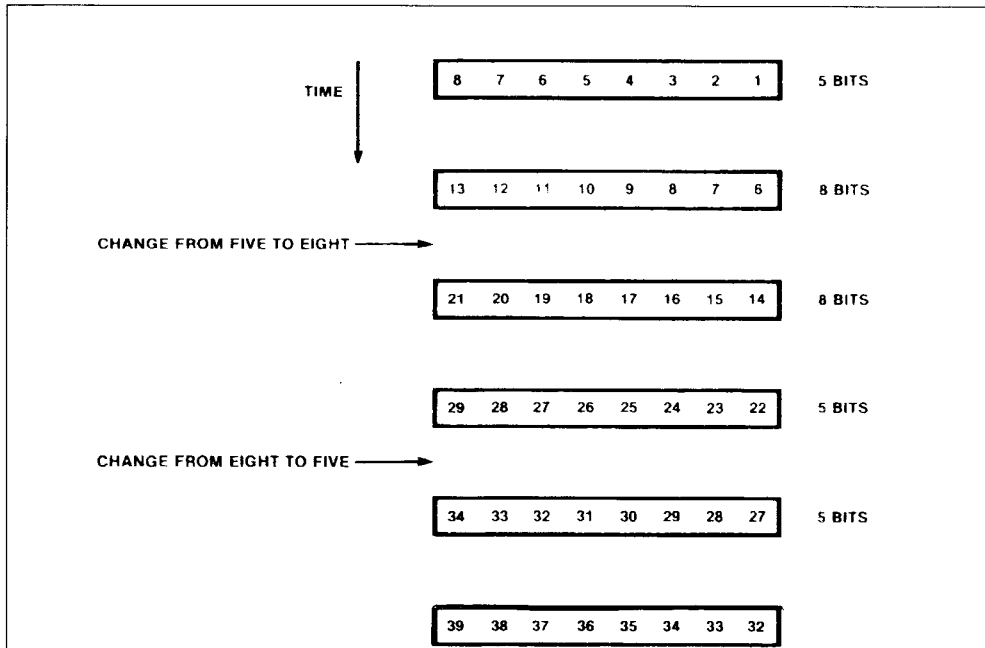 TIME
8 7 6 5 4 3 2 1 5 BITS
13 12 11 10 9 8 7 6 8 BITS
CHANGE FROM FIVE TO EIGHT
21 20 19 18 17 16 15 14 8 BITS
29 28 27 26 25 24 23 22 5 BITS
CHANGE FROM EIGHT TO FIVE
34 33 32 31 30 29 28 27 5 BITS
39 38 37 36 35 34 33 32